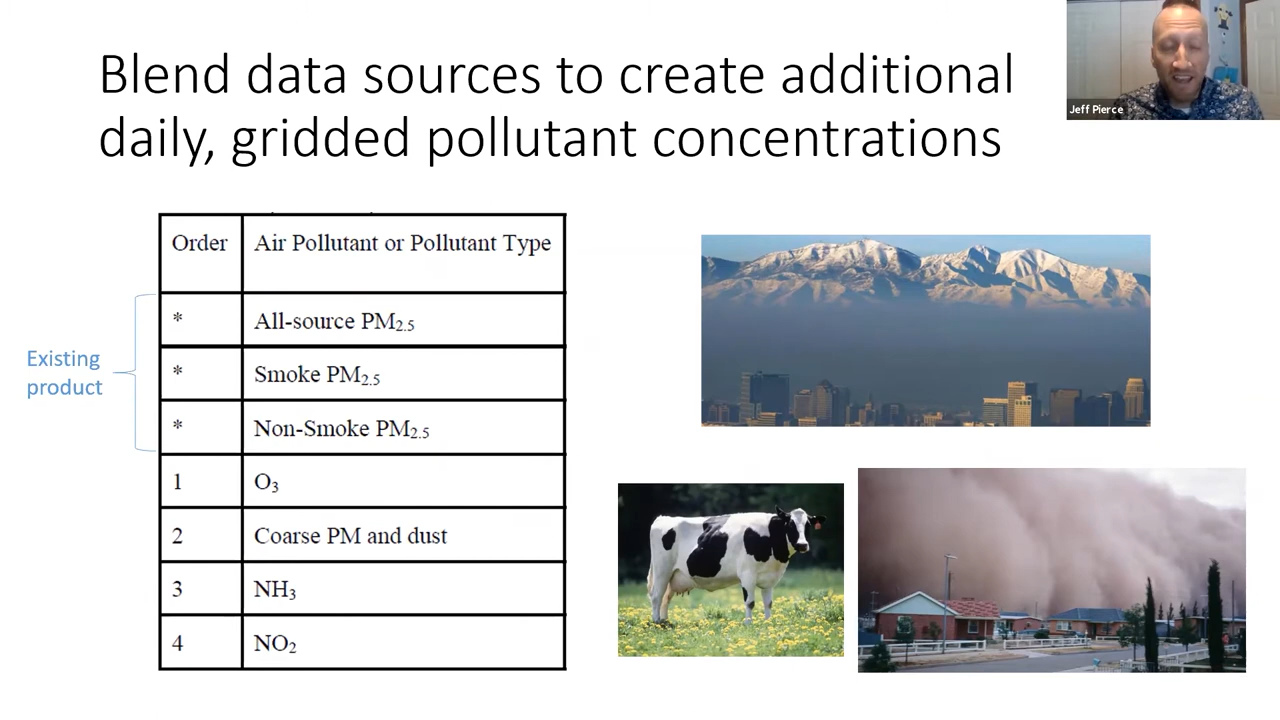 Blend data sources to create additional
daily, gridded pollutant concentrations
Jeff Pierce
Order Air Pollutant or Pollutant Type
* All-source PM2.5
* Smoke PM2.5
* Non-Smoke PM2.5
1 O3
2 Coarse PM and dust
3 NH3
4 NO2
Existing
product